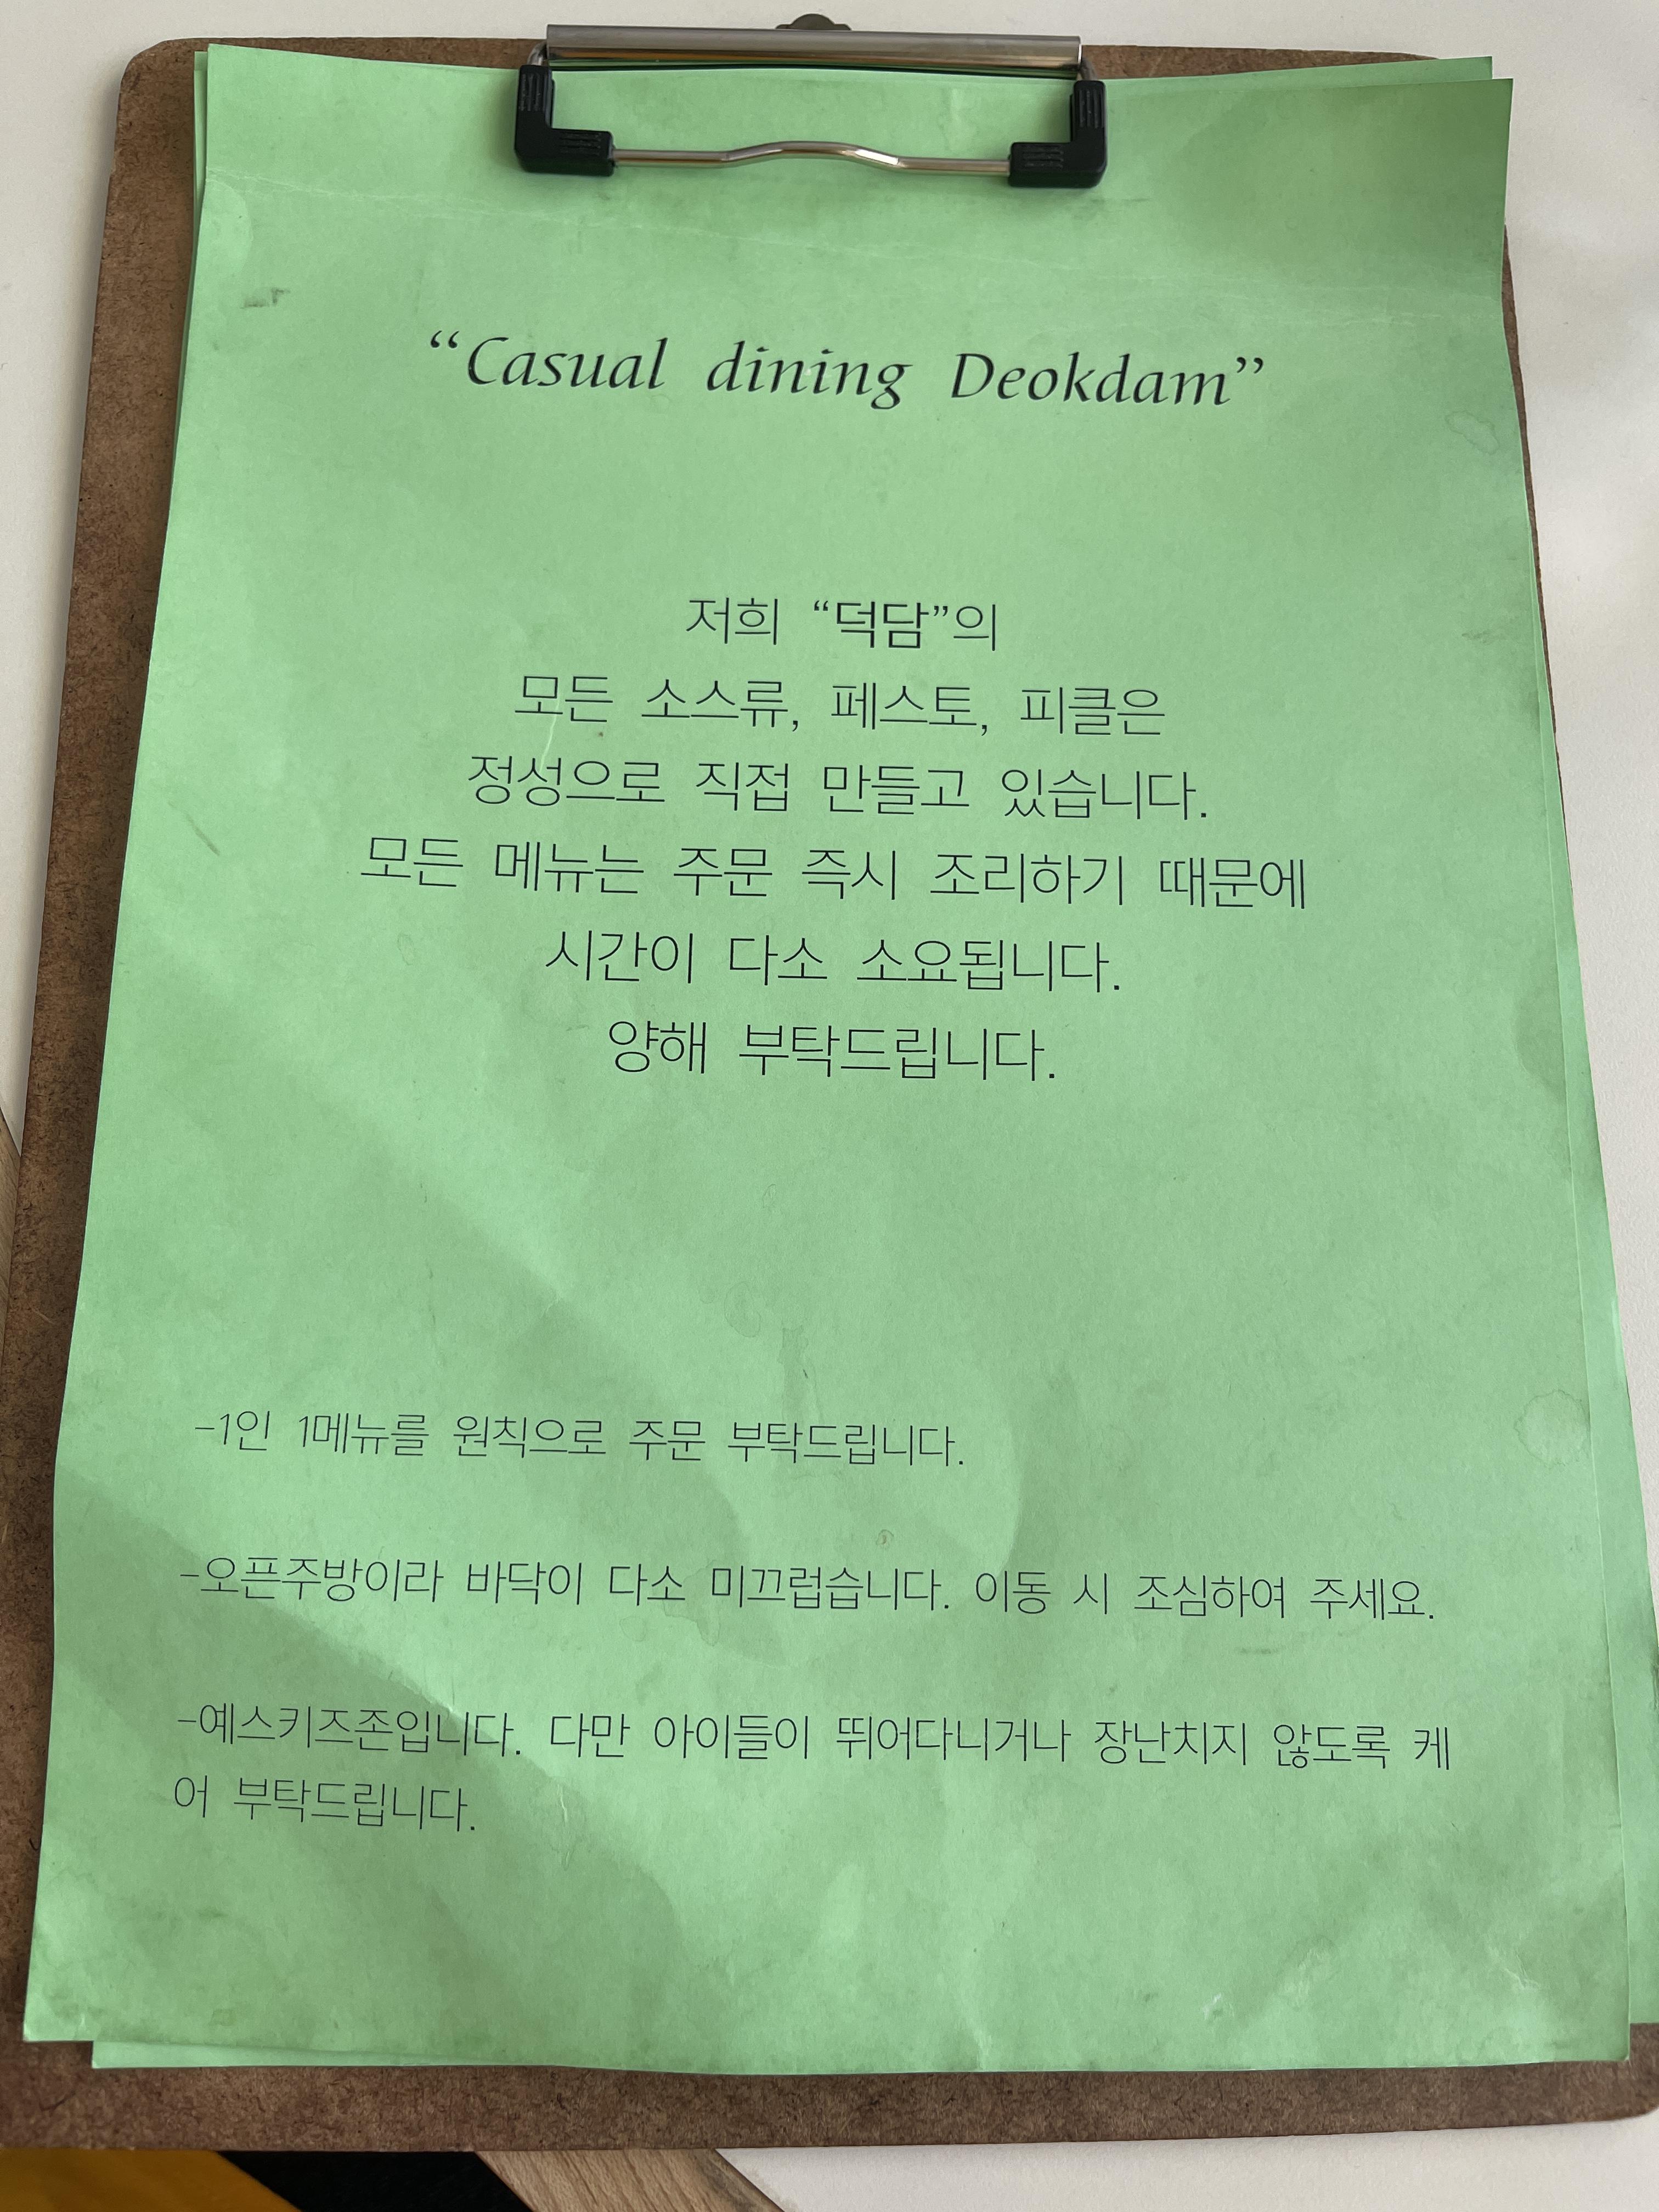 “Casual dining Deokdam”
저희 “덕담”의
모든 소스류, 페스토, 피클은
정성으로 직접 만들고 있습니다.
모든 메뉴는 주문 즉시 조리하기 때문에
시간이 다소 소요됩니다.
양해 부탁드립니다.
-1인 1메뉴를 원칙으로 주문 부탁드립니다.
-오픈주방이라 바닥이 다소 미끄럽습니다. 이동 시 조심하여 주세요.
-예스키즈존입니다. 다만 아이들이 뛰어다니거나 장난치지 않도록 케
어 부탁드립니다.